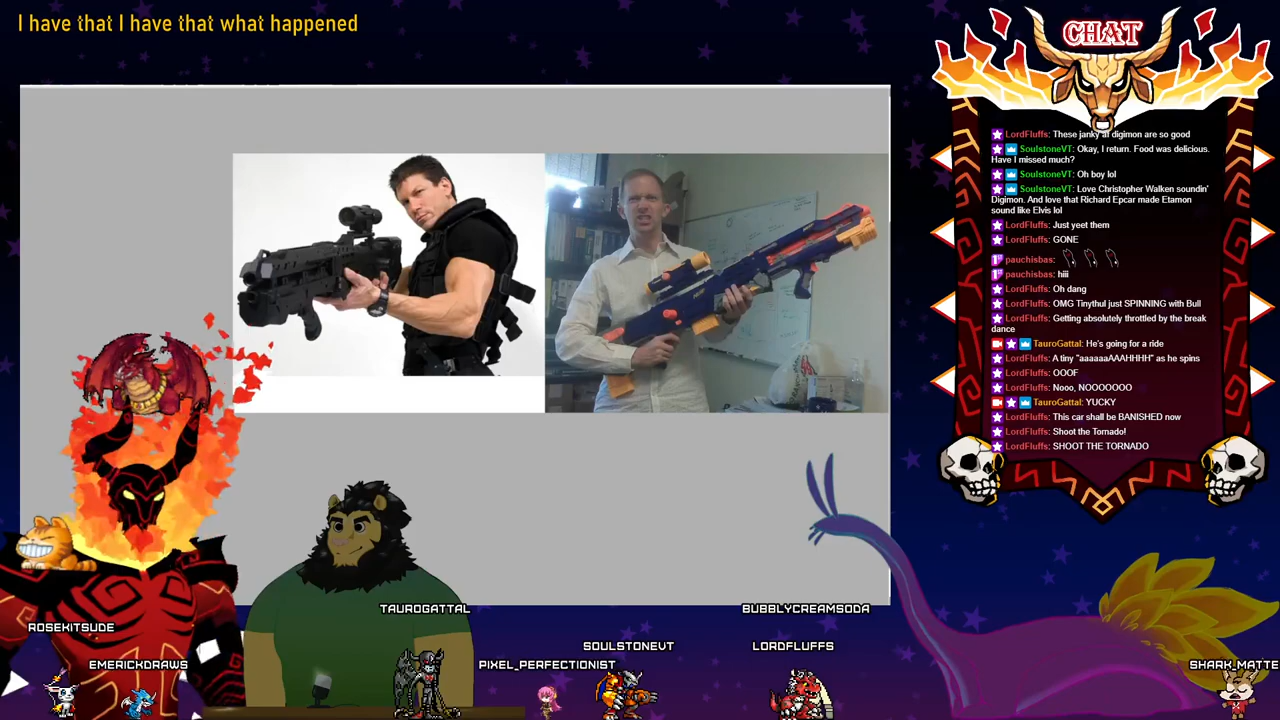 I have that I have that what happened
CHAT
LordFluffs: These janky af digimon are so good
SoulstoneVT: Okay, I return. Food was delicious.
Have I missed much?
SoulstoneVT: Oh boy lol
SoulstoneVT: Love Christopher Walken soundin'
Digimon. And love that Richard Epcar made Etamon
sound like Elvis lol
LordFluffs: Just yeet them
LordFluffs: GONE
pauchisbas:
pauchisbas: hiii
LordFluffs: Oh dang
LordFluffs: OMG Tinythul just SPINNING with Bull
LordFluffs: Getting absolutely throttled by the break
dance
TauroGattal: He's going for a ride
LordFluffs: A tiny "aaaaaaAAAHHHH" as he spins
LordFluffs: OOOF
LordFluffs: Nooo, NOOOOOOO
TauroGattal: YUCKY
LordFluffs: This car shall be BANISHED now
LordFluffs: Shoot the Tornado!
LordFluffs: SHOOT THE TORNADO
TAUROGATTAL
BUBBLYCREAMSODA
ROSEKITSUDE
SOULSTONEVT
LORDFLUFFS
EMERICKDRAWS
PIXEL_PERFECTIONIST
SHARK_MATTE